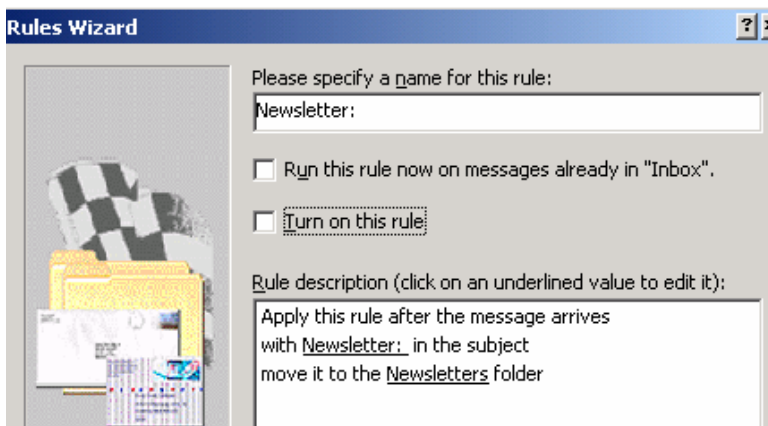 Rules Wizard
?
Please specify a name for this rule:
Newsletter:
Run this rule now on messages already in "Inbox".
Turn on this rule
Rule description (click on an underlined value to edit it):
Apply this rule after the message arrives
with Newsletter:  in the subject
move it to the Newsletters folder